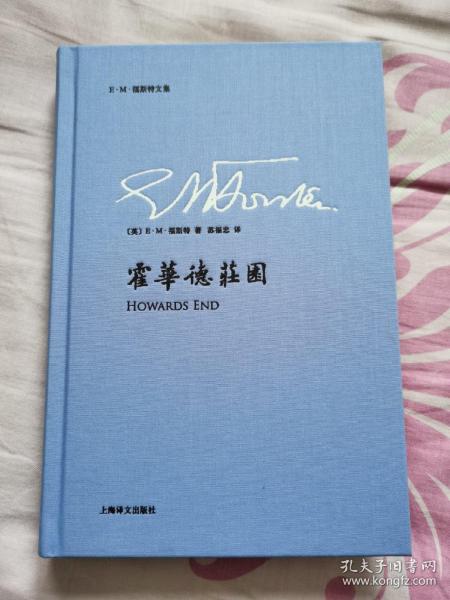 E·M·福斯特文集
EMForster.
〔英〕E·M·福斯特 著 苏福忠 译
霍華德莊園
HOWARDS END
上海译文出版社
孔夫子旧书网
www.kongfz.com